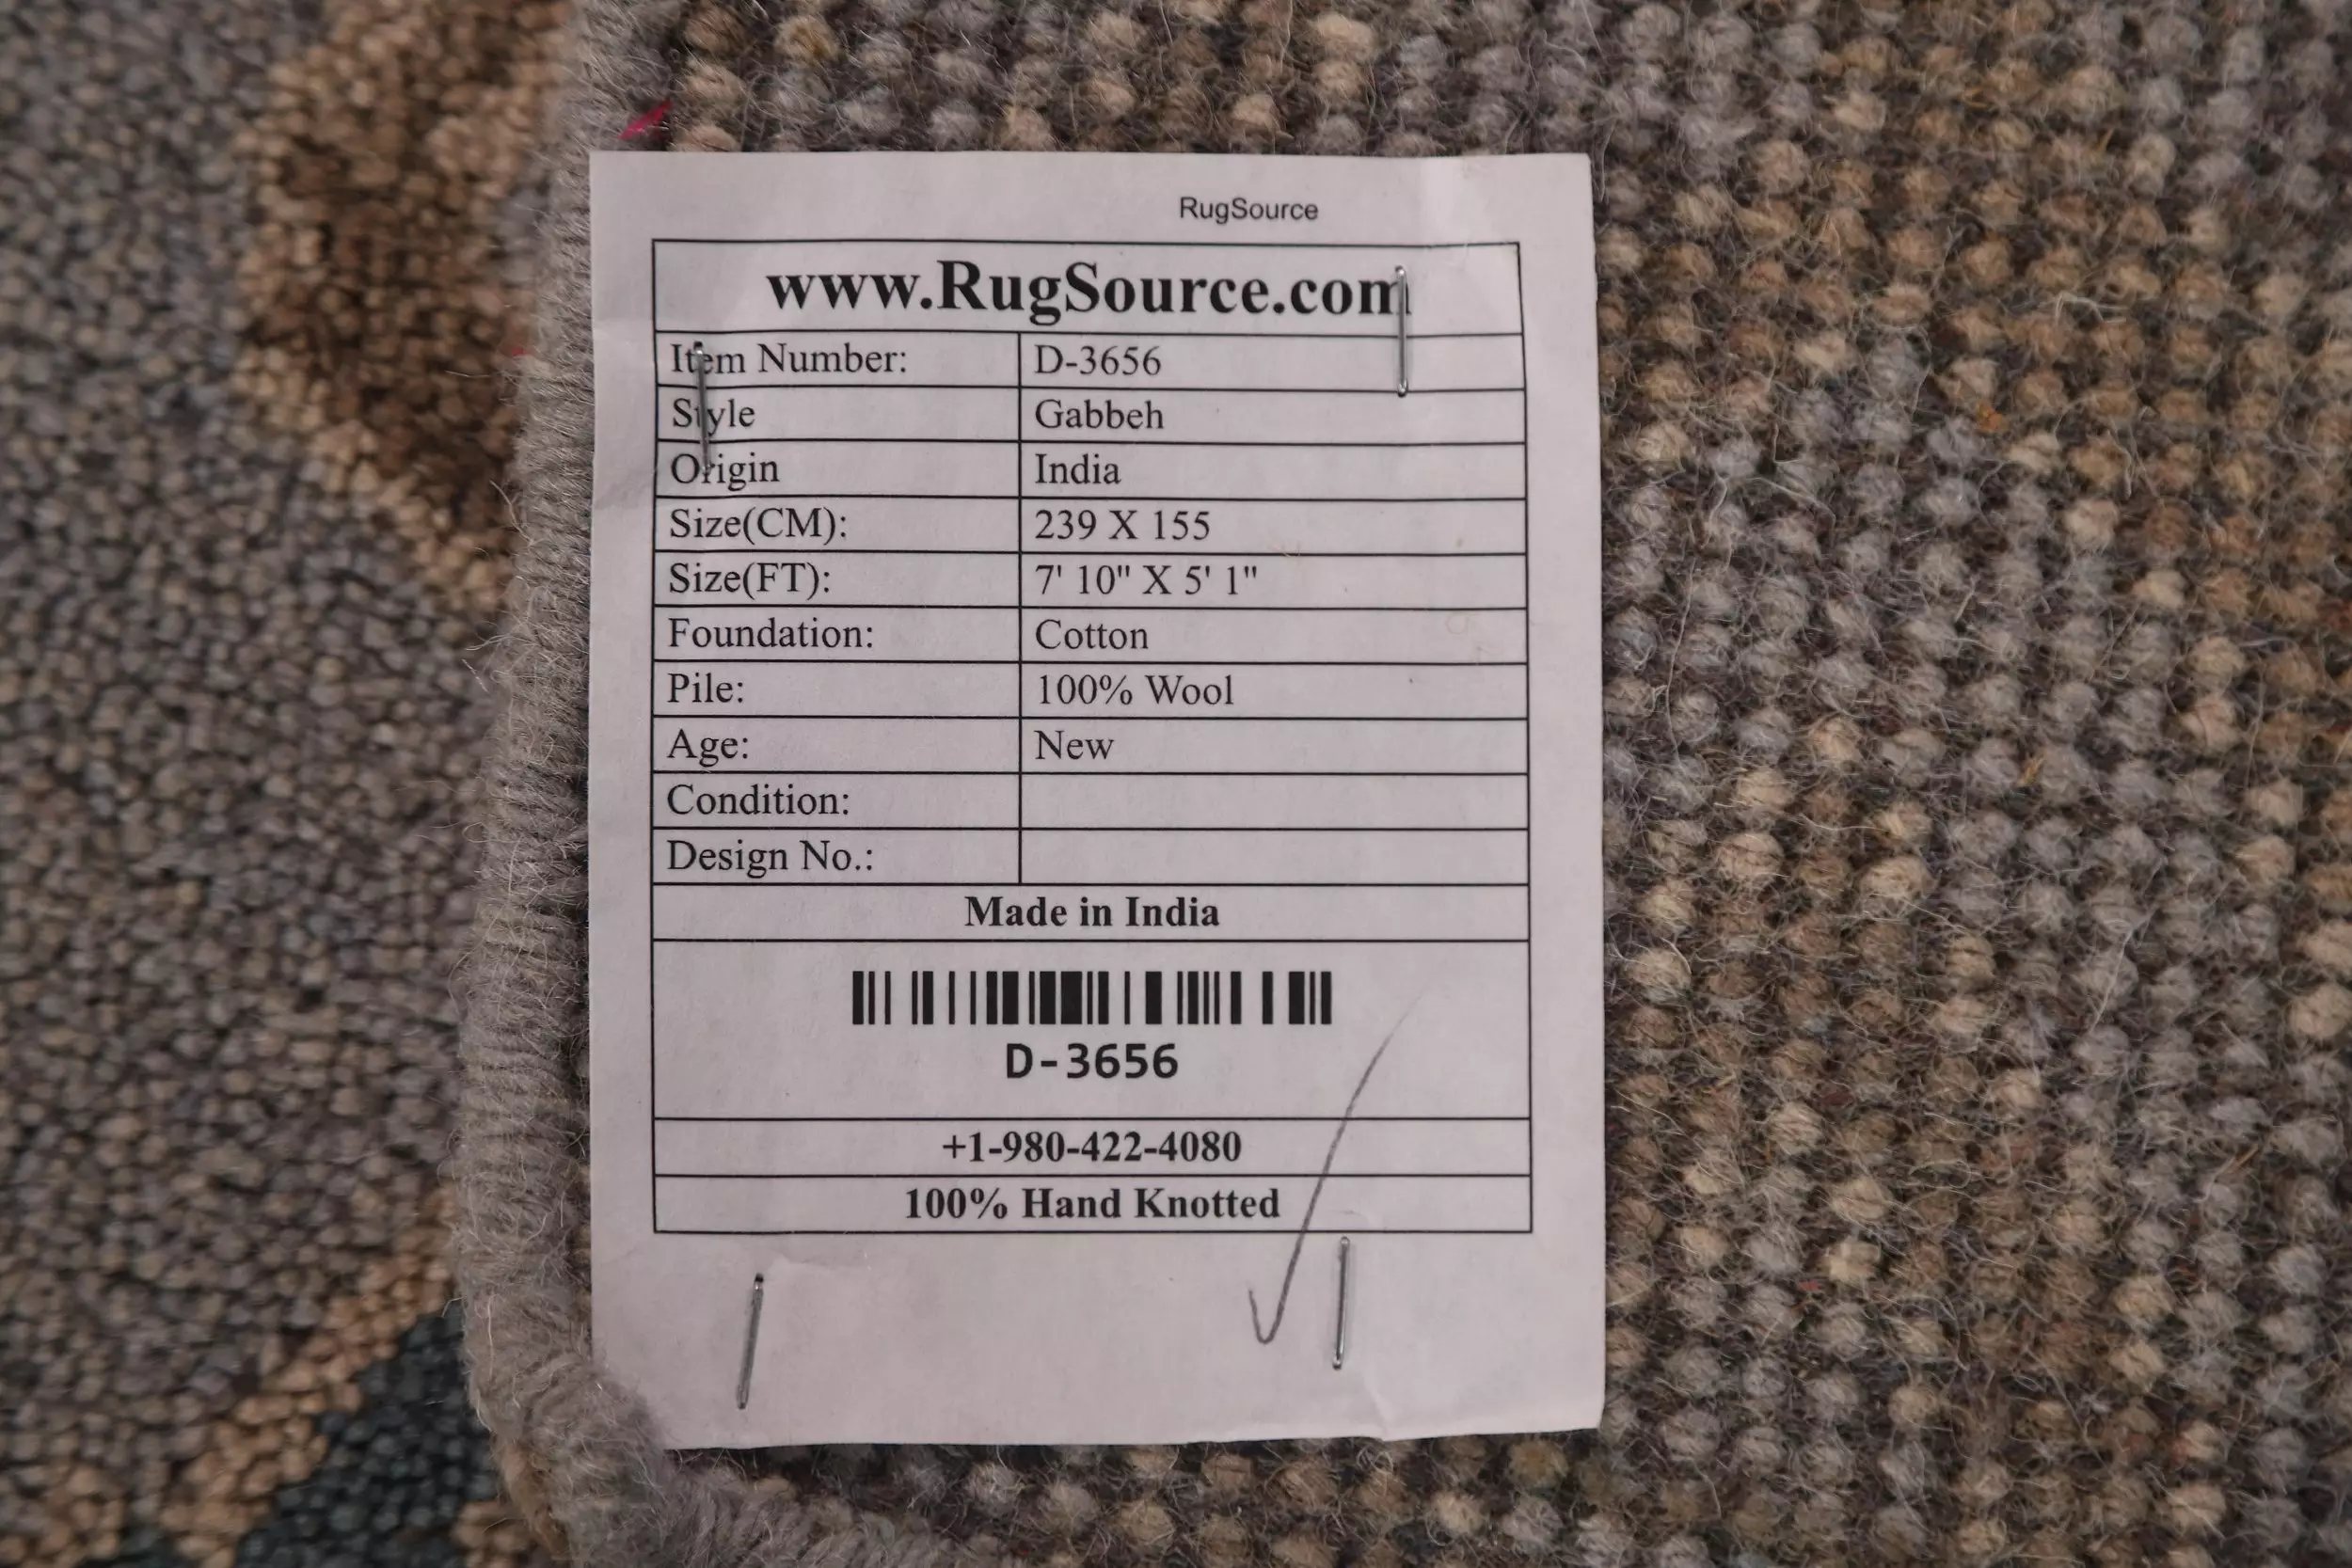 RugSource
www.RugSource.com
Item Number: D-3656
Style Gabbeh
Origin India
Size(CM): 239 X 155
Size(FT): 7' 10" X 5' 1"
Foundation: Cotton
Pile: 100% Wool
Age: New
Condition:
Design No.:
Made in India
D-3656
+1-980-422-4080
100% Hand Knotted